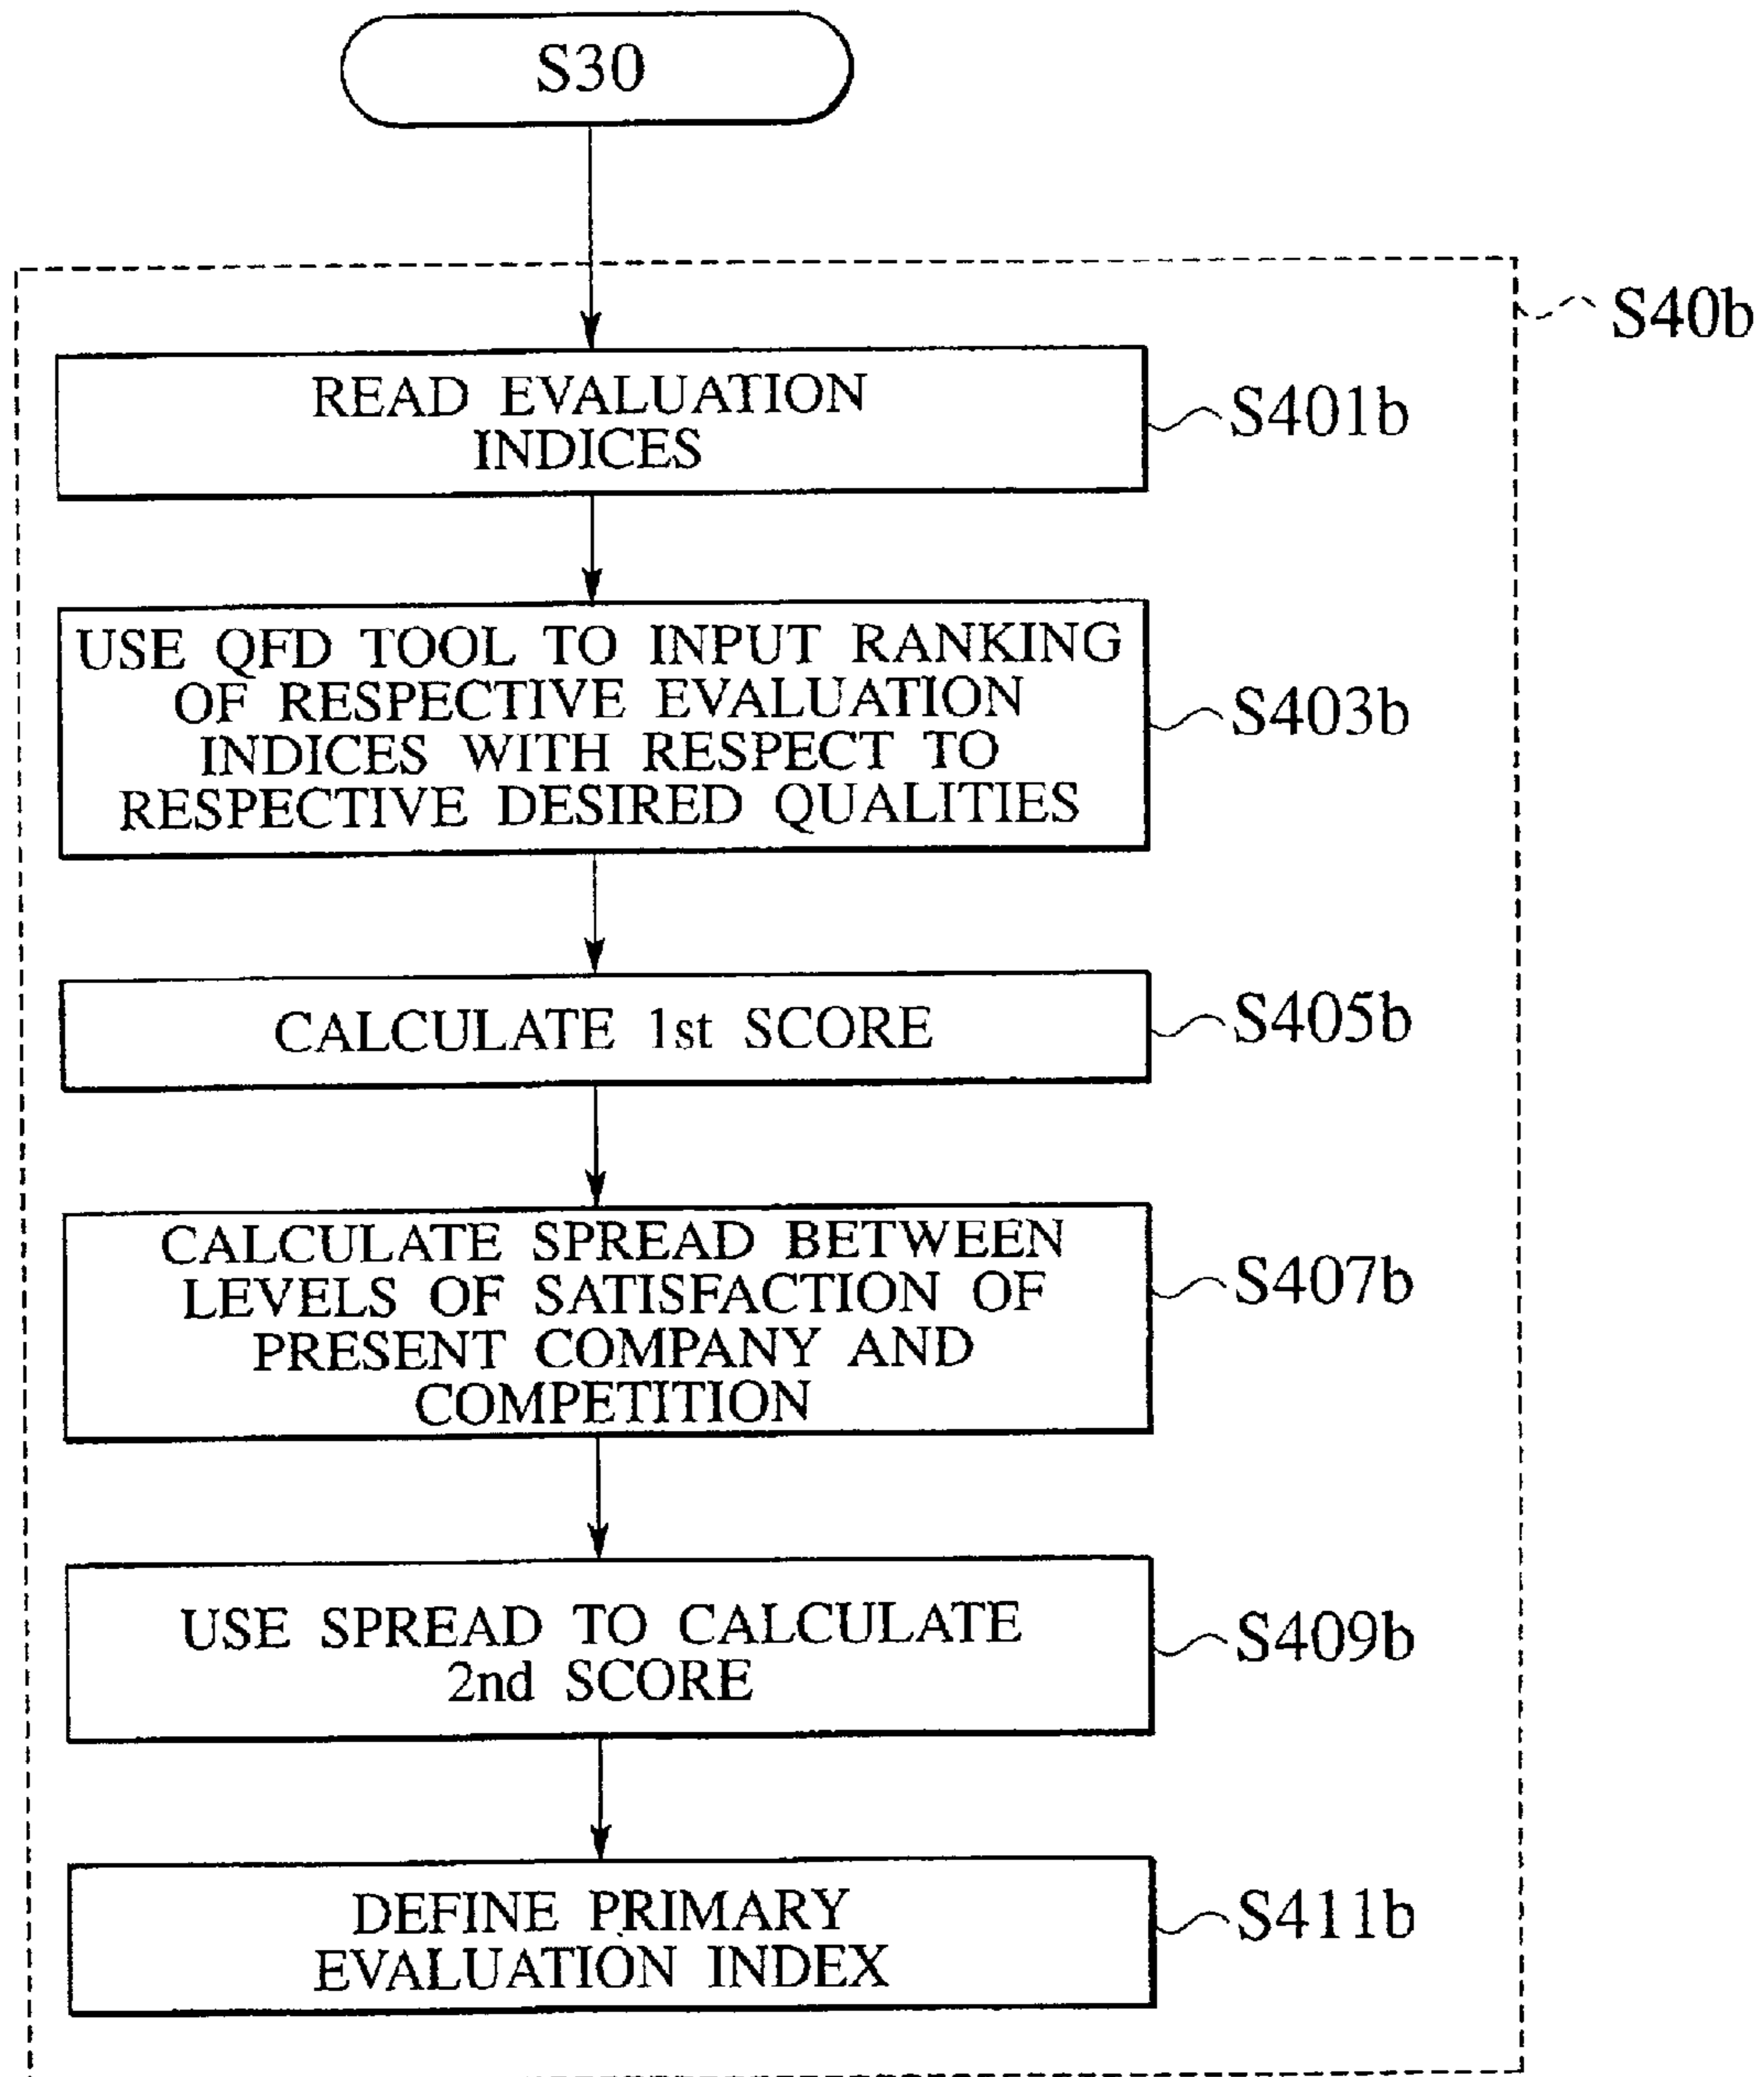 S30
S40b
READ EVALUATION
INDICES
S401b
USE QFD TOOL TO INPUT RANKING
OF RESPECTIVE EVALUATION
INDICES WITH RESPECT TO
RESPECTIVE DESIRED QUALITIES
S403b
CALCULATE 1st SCORE
S405b
CALCULATE SPREAD BETWEEN
LEVELS OF SATISFACTION OF
PRESENT COMPANY AND
COMPETITION
S407b
USE SPREAD TO CALCULATE
2nd SCORE
S409b
DEFINE PRIMARY
EVALUATION INDEX
S411b